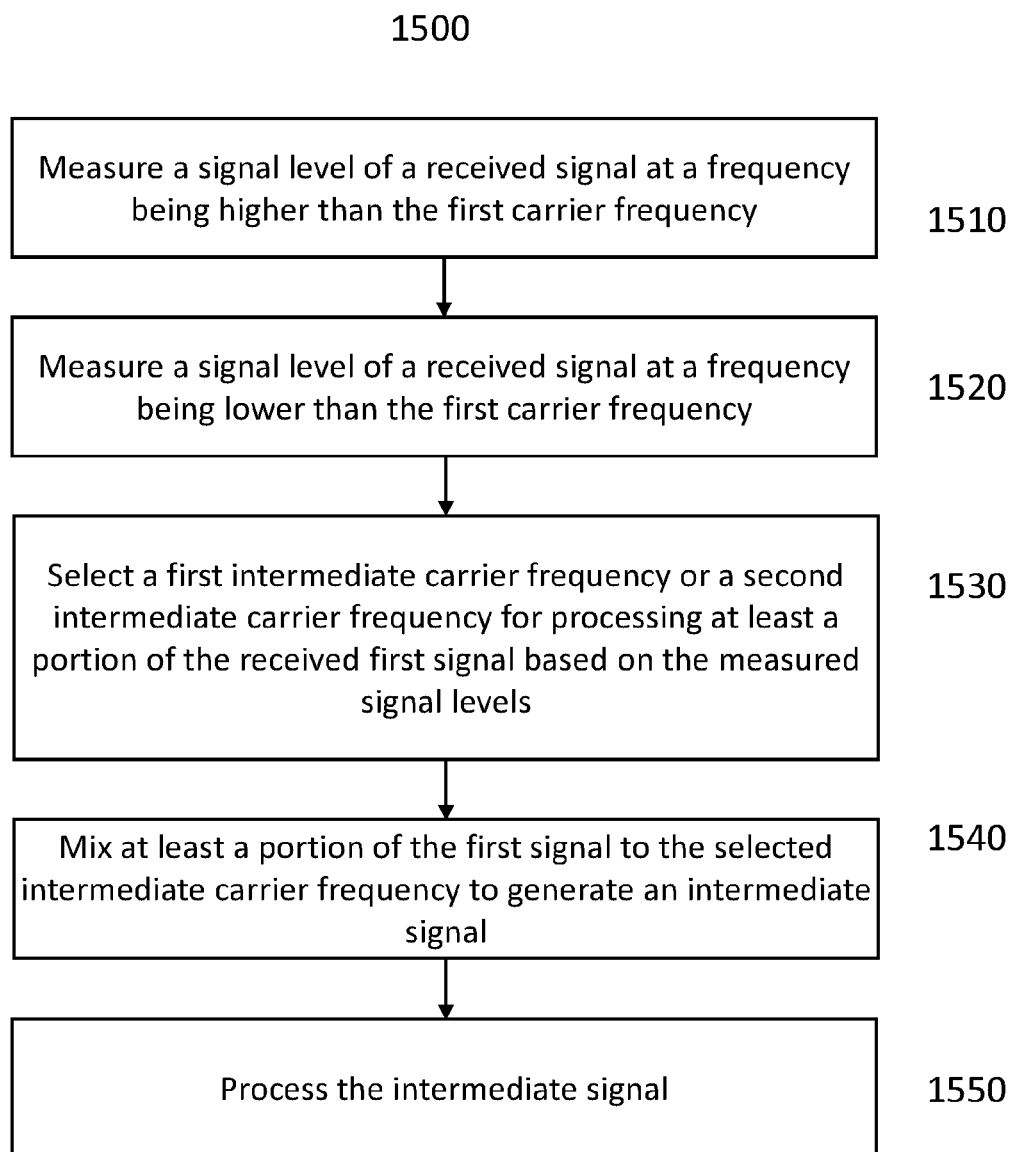 1500
Measure a signal level of a received signal at a frequency
being higher than the first carrier frequency
1510
Measure a signal level of a received signal at a frequency
being lower than the first carrier frequency
1520
Select a first intermediate carrier frequency or a second
intermediate carrier frequency for processing at least a
portion of the received first signal based on the measured
signal levels
1530
Mix at least a portion of the first signal to the selected
intermediate carrier frequency to generate an intermediate
signal
1540
Process the intermediate signal
1550